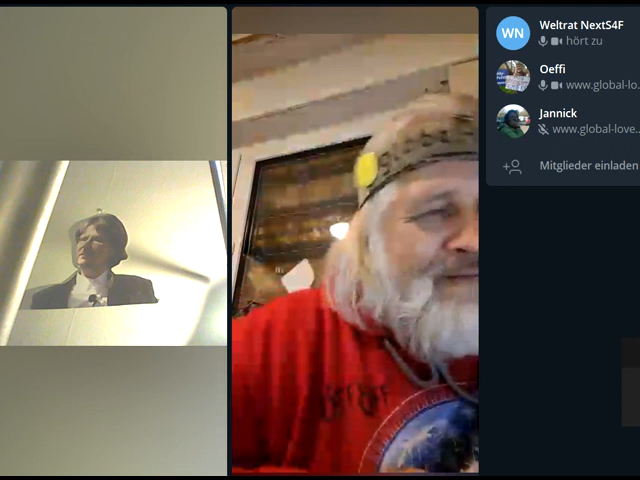 WN
Weltrat NextS4F
hört zu
Oeffi
www.global-lo...
Jannick
www.global-love...
Mitglieder einladen